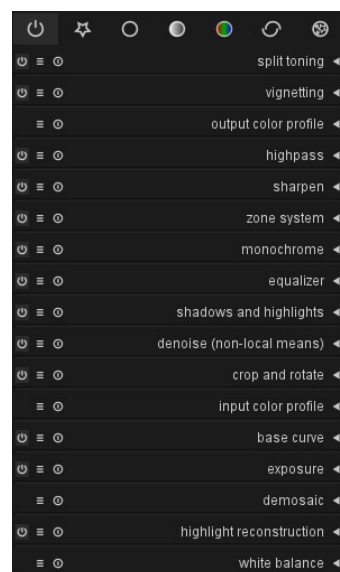 split toning
vignetting
output color profile
highpass
sharpen
zone system
monochrome
equalizer
shadows and highlights
denoise (non-local means)
crop and rotate
input color profile
base curve
exposure
demosaic
highlight reconstruction
white balance